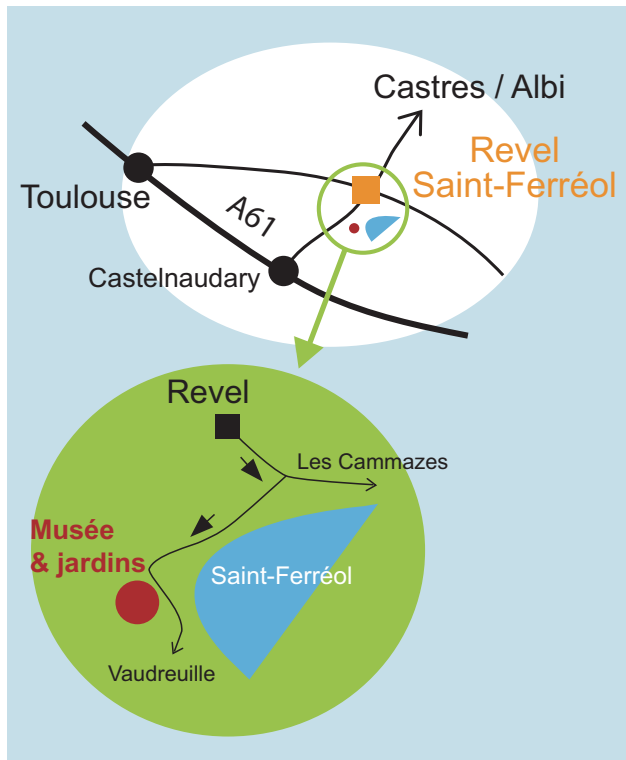 Castres / Albi
Revel
Saint-Ferréol
Toulouse
A61
Castelnaudary
Revel
Les Cammazes
Musée
& jardins
Saint-Ferréol
Vaudreuille